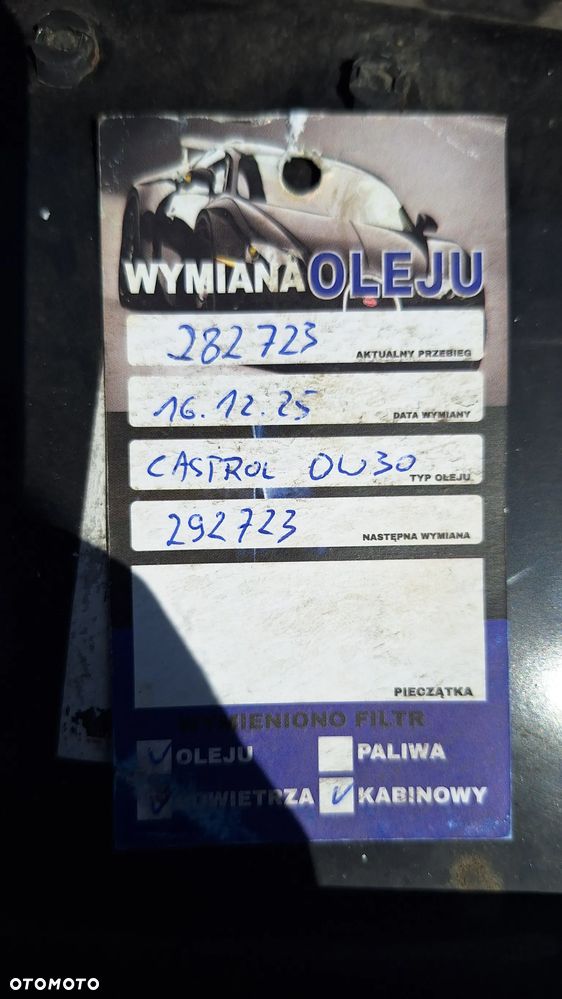 WYMIANA OLEJU
282723 AKTUALNY PRZEBIEG
16.12.25 DATA WYMIANY
CASTROL 0W30 TYP OLEJU
292723 NASTĘPNA WYMIANA
PIECZĄTKA
WYMIENIONO FILTR
OLEJU PALIWA
POWIETRZA KABINOWY
OTOMOTO